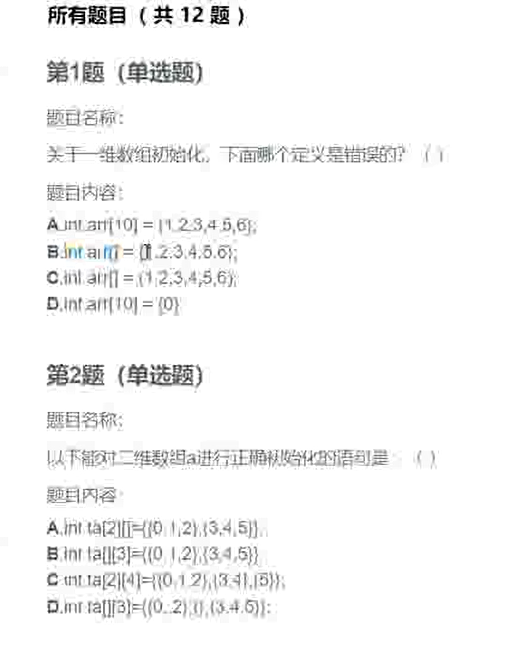 所有题目（共 12 题）
第1题（单选题）
题目名称：
关于一维数组初始化，下面哪个定义是错误的？（ ）
题目内容：
A.int arr[10] = {1,2,3,4,5,6};
B.int arr[] = {1,2,3,4,5,6};
C.int arr[] = (1,2,3,4,5,6);
D.int arr[10] = {0}
第2题（单选题）
题目名称：
以下能对二维数组a进行正确初始化的语句是：（ ）
题目内容：
A.int ta[2][]={{0,1,2},{3,4,5}};
B.int ta[][3]={{0,1,2},{3,4,5}}
C.int ta[2][4]={{0,1,2},{3,4},{5}};
D.int ta[][3]={{0,,2},{},{3,4,5}};